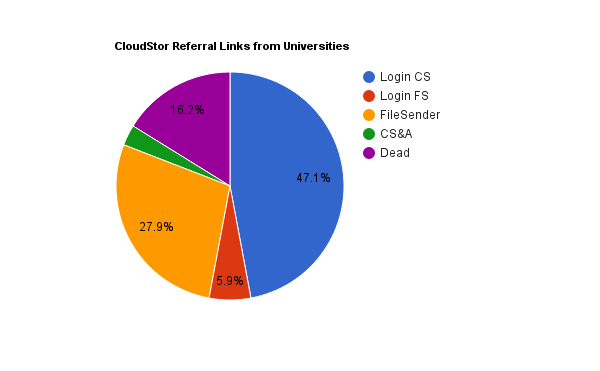 CloudStor Referral Links from Universities
Login CS
Login FS
FileSender
CS&A
Dead
16.2%
47.1%
27.9%
5.9%